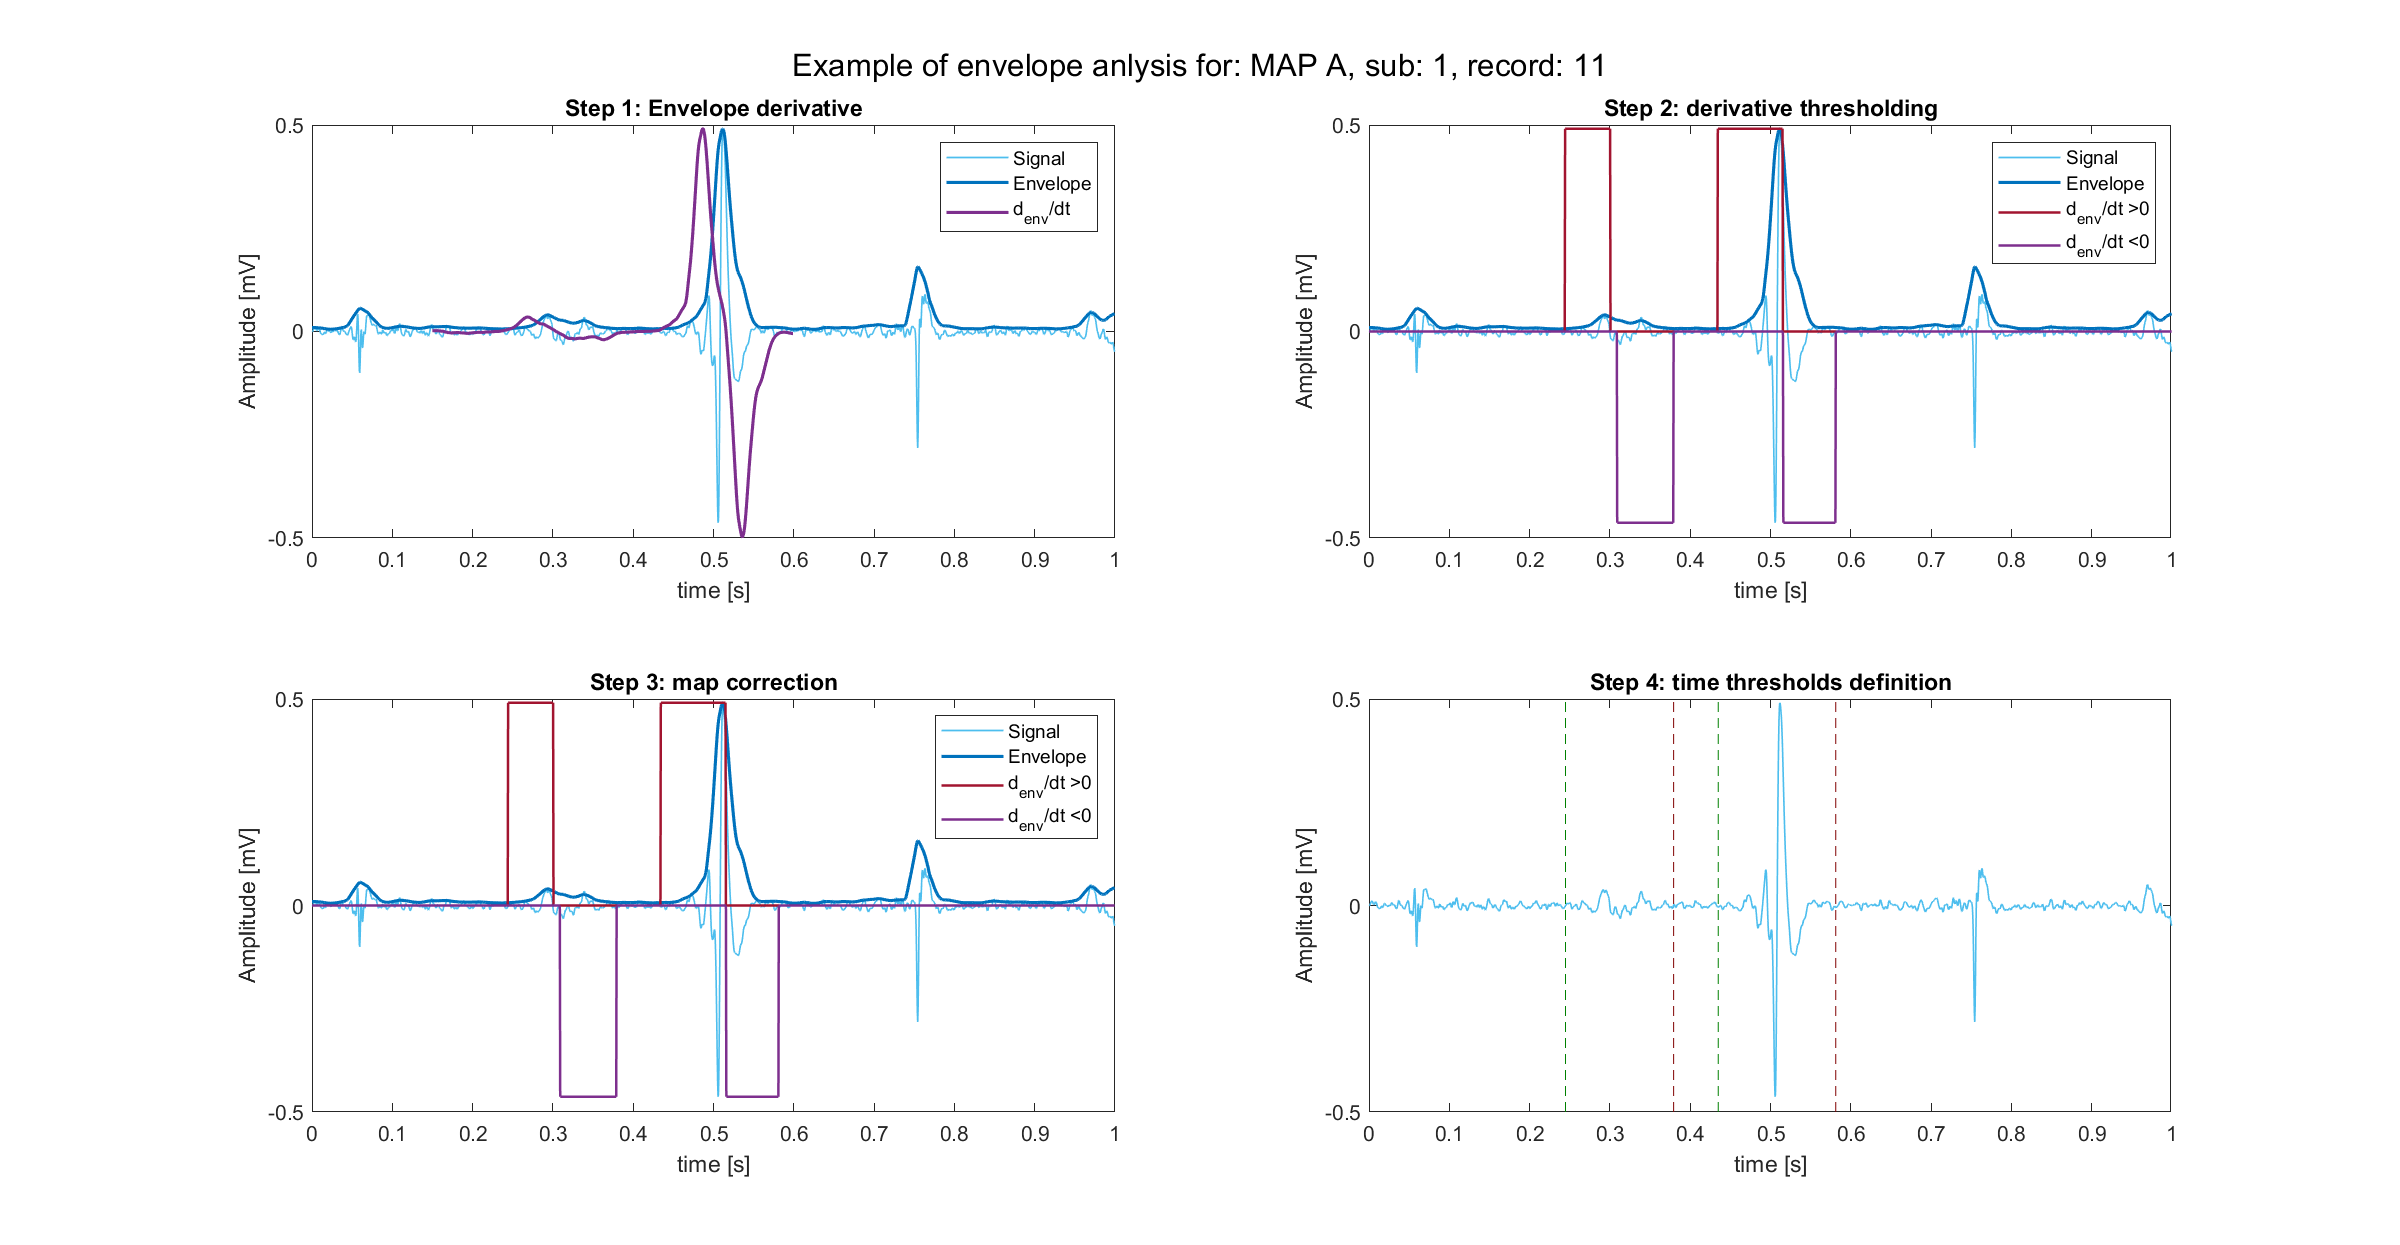 Example of envelope anlysis for: MAP A, sub: 1, record: 11
Step 1: Envelope derivative
0.5
0
-0.5
Amplitude [mV]
Signal
Envelope
d_env/dt
0 0.1 0.2 0.3 0.4 0.5 0.6 0.7 0.8 0.9 1
time [s]
Step 2: derivative thresholding
0.5
0
-0.5
Amplitude [mV]
Signal
Envelope
d_env/dt >0
d_env/dt <0
0 0.1 0.2 0.3 0.4 0.5 0.6 0.7 0.8 0.9 1
time [s]
Step 3: map correction
0.5
0
-0.5
Amplitude [mV]
Signal
Envelope
d_env/dt >0
d_env/dt <0
0 0.1 0.2 0.3 0.4 0.5 0.6 0.7 0.8 0.9 1
time [s]
Step 4: time thresholds definition
0.5
0
-0.5
Amplitude [mV]
0 0.1 0.2 0.3 0.4 0.5 0.6 0.7 0.8 0.9 1
time [s]